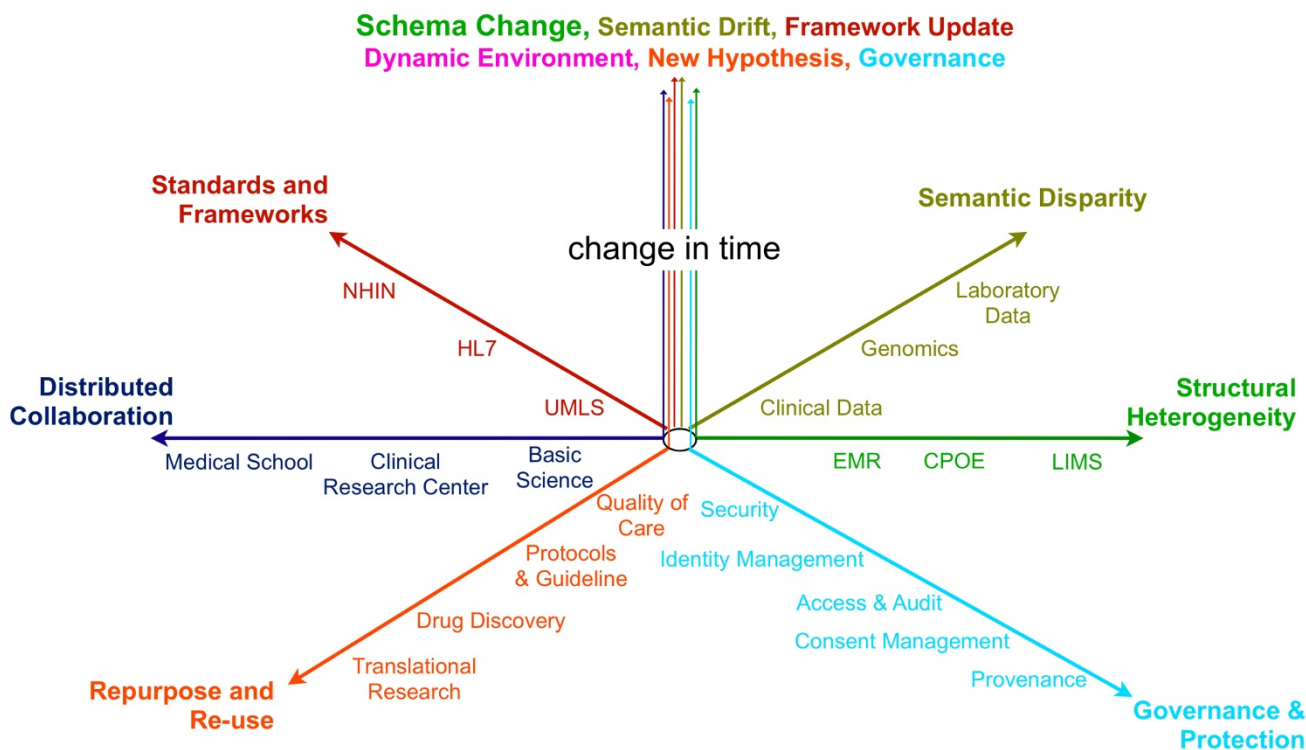 Schema Change, Semantic Drift, Framework Update
Dynamic Environment, New Hypothesis, Governance
Standards and
Frameworks
Semantic Disparity
change in time
NHIN
Laboratory
Data
HL7
Genomics
Distributed
Collaboration
UMLS
Clinical Data
Structural
Heterogeneity
Medical School
Clinical
Research Center
Basic
Science
EMR
CPOE
LIMS
Quality of
Care
Security
Protocols
& Guideline
Identity Management
Drug Discovery
Access & Audit
Consent Management
Translational
Research
Provenance
Repurpose and
Re-use
Governance &
Protection